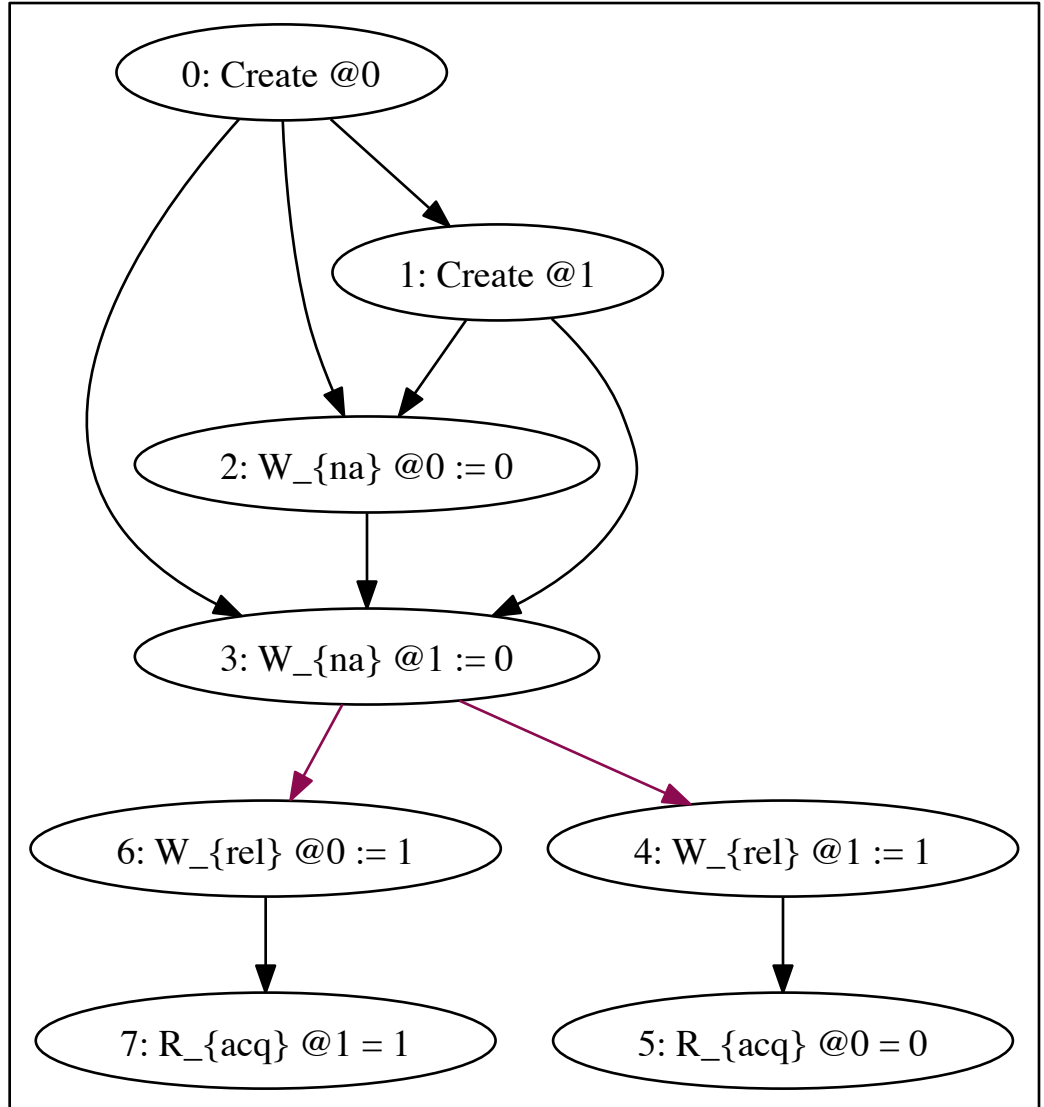 0: Create @0
1: Create @1
2: W_{na} @0 := 0
3: W_{na} @1 := 0
6: W_{rel} @0 := 1
4: W_{rel} @1 := 1
7: R_{acq} @1 = 1
5: R_{acq} @0 = 0